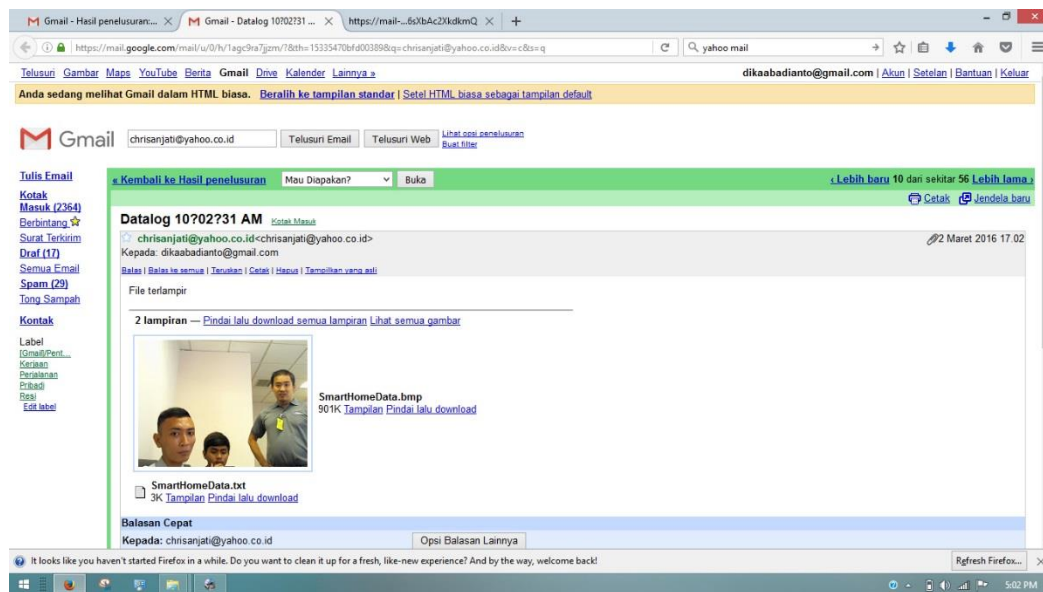 Gmail - Hasil penelusuran:... Gmail - Datalog 10?02?31 ... https://mail-...6sXbAc2XkdkmQ
https://mail.google.com/mail/u/0/h/1agc9ra7jjzm/?&th=15335470bfd00389&q=chrisanjati@yahoo.co.id&v=c&s=q yahoo mail
Telusuri Gambar Maps YouTube Berita Gmail Drive Kalender Lainnya » dikaabadianto@gmail.com | Akun | Setelan | Bantuan | Keluar
Anda sedang melihat Gmail dalam HTML biasa. Beralih ke tampilan standar | Setel HTML biasa sebagai tampilan default
Gmail chrisanjati@yahoo.co.id Telusuri Email Telusuri Web Lihat opsi penelusuran
Buat filter
Tulis Email
Kotak Masuk (2364)
Berbintang
Surat Terkirim
Draf (17)
Semua Email
Spam (29)
Tong Sampah
Kontak
Label
[Gmail]/Pent...
Kerjaan
Perjalanan
Pribadi
Resi
Edit label
« Kembali ke Hasil penelusuran Mau Diapakan? Buka ‹ Lebih baru 10 dari sekitar 56 Lebih lama ›
Cetak Jendela baru
Datalog 10?02?31 AM Kotak Masuk
chrisanjati@yahoo.co.id<chrisanjati@yahoo.co.id> 2 Maret 2016 17.02
Kepada: dikaabadianto@gmail.com
Balas | Balas ke semua | Teruskan | Cetak | Hapus | Tampilkan yang asli
File terlampir
2 lampiran — Pindai lalu download semua lampiran Lihat semua gambar
SmartHomeData.bmp
901K Tampilan Pindai lalu download
SmartHomeData.txt
3K Tampilan Pindai lalu download
Balasan Cepat
Kepada: chrisanjati@yahoo.co.id Opsi Balasan Lainnya
It looks like you haven't started Firefox in a while. Do you want to clean it up for a fresh, like-new experience? And by the way, welcome back! Refresh Firefox...
5:02 PM